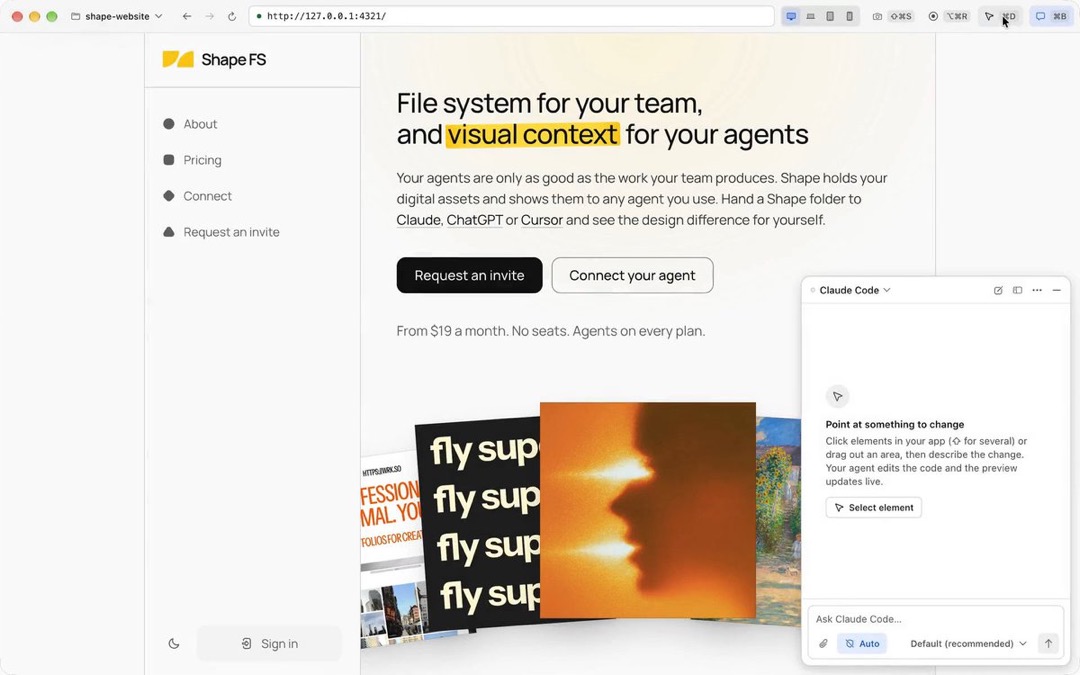 shape-website
http://127.0.0.1:4321/
⇧⌘S
⌥⌘R
⌘D
⌘B
Shape FS
About
Pricing
Connect
Request an invite
File system for your team,
and visual context for your agents
Your agents are only as good as the work your team produces. Shape holds your
digital assets and shows them to any agent you use. Hand a Shape folder to
Claude, ChatGPT or Cursor and see the design difference for yourself.
Request an invite
Connect your agent
From $19 a month. No seats. Agents on every plan.
FESSION
MAL. YOU
fly sup
fly sup
fly sup
fly sup
Sign in
Claude Code
Point at something to change
Click elements in your app (⇧ for several) or
drag out an area, then describe the change.
Your agent edits the code and the preview
updates live.
Select element
Ask Claude Code...
Auto
Default (recommended)